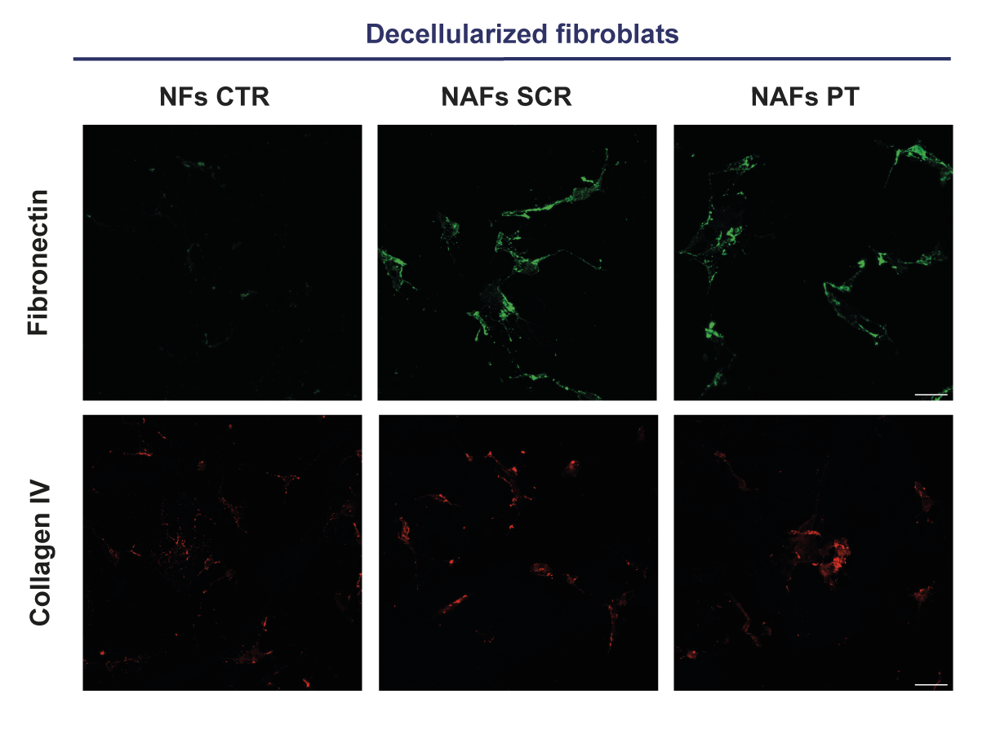 Decellularized fibroblats
NFs CTR
NAFs SCR
NAFs PT
Fibronectin
Collagen IV